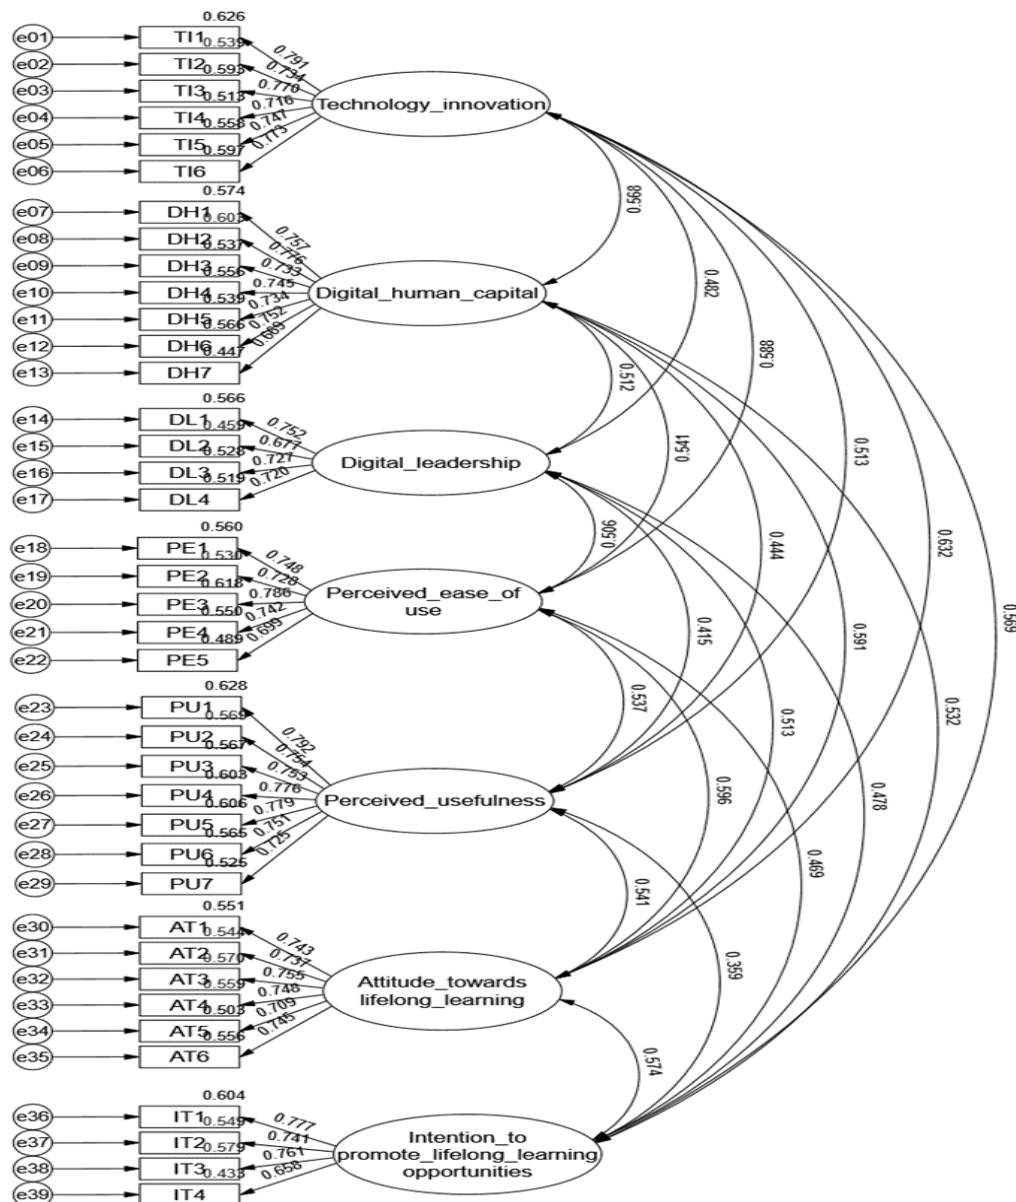 0.626
e01 TI1 0.791
0.539
e02 TI2 0.734
0.593
e03 TI3 0.770
0.513
e04 TI4 0.716
0.558
e05 TI5 0.747
0.597
e06 TI6 0.773
Technology_innovation
0.574
e07 DH1 0.757
0.603
e08 DH2 0.776
0.537
e09 DH3 0.733
0.556
e10 DH4 0.745
0.539
e11 DH5 0.734
0.566
e12 DH6 0.752
0.447
e13 DH7 0.669
Digital_human_capital
0.566
e14 DL1 0.752
0.459
e15 DL2 0.677
0.528
e16 DL3 0.727
0.519
e17 DL4 0.720
Digital_leadership
0.560
e18 PE1 0.748
0.530
e19 PE2 0.728
0.618
e20 PE3 0.786
0.550
e21 PE4 0.742
0.489
e22 PE5 0.699
Perceived_ease_of
use
0.628
e23 PU1 0.792
0.569
e24 PU2 0.754
0.567
e25 PU3 0.753
0.603
e26 PU4 0.776
0.606
e27 PU5 0.779
0.565
e28 PU6 0.751
0.525
e29 PU7 0.725
Perceived_usefulness
0.551
e30 AT1 0.743
0.544
e31 AT2 0.737
0.570
e32 AT3 0.755
0.559
e33 AT4 0.748
0.503
e34 AT5 0.709
0.556
e35 AT6 0.745
Attitude_towards
lifelong_learning
0.604
e36 IT1 0.777
0.549
e37 IT2 0.741
0.579
e38 IT3 0.761
0.433
e39 IT4 0.658
Intention_to
promote_lifelong_learning
opportunities
0.568
0.482
0.588
0.512
0.541
0.513
0.506
0.444
0.632
0.569
0.415
0.591
0.537
0.513
0.532
0.596
0.478
0.469
0.541
0.359
0.574